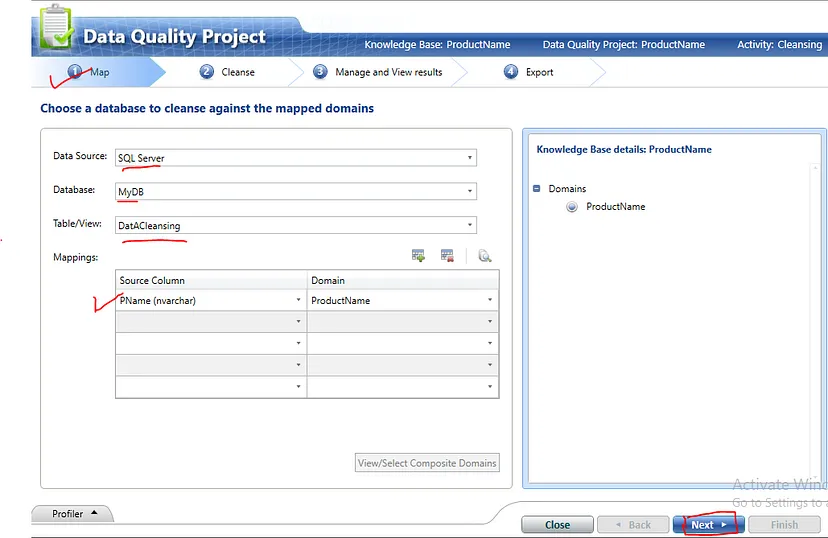 Data Quality Project
Knowledge Base: ProductName Data Quality Project: ProductName Activity: Cleansing
1 Map 2 Cleanse 3 Manage and View results 4 Export
Choose a database to cleanse against the mapped domains
Data Source: SQL Server
Database: MyDB
Table/View: DatACleansing
Mappings:
Source Column Domain
PName (nvarchar) ProductName
View/Select Composite Domains
Knowledge Base details: ProductName
Domains
ProductName
Activate Wind
Go to Settings to a
Profiler
Close Back Next Finish